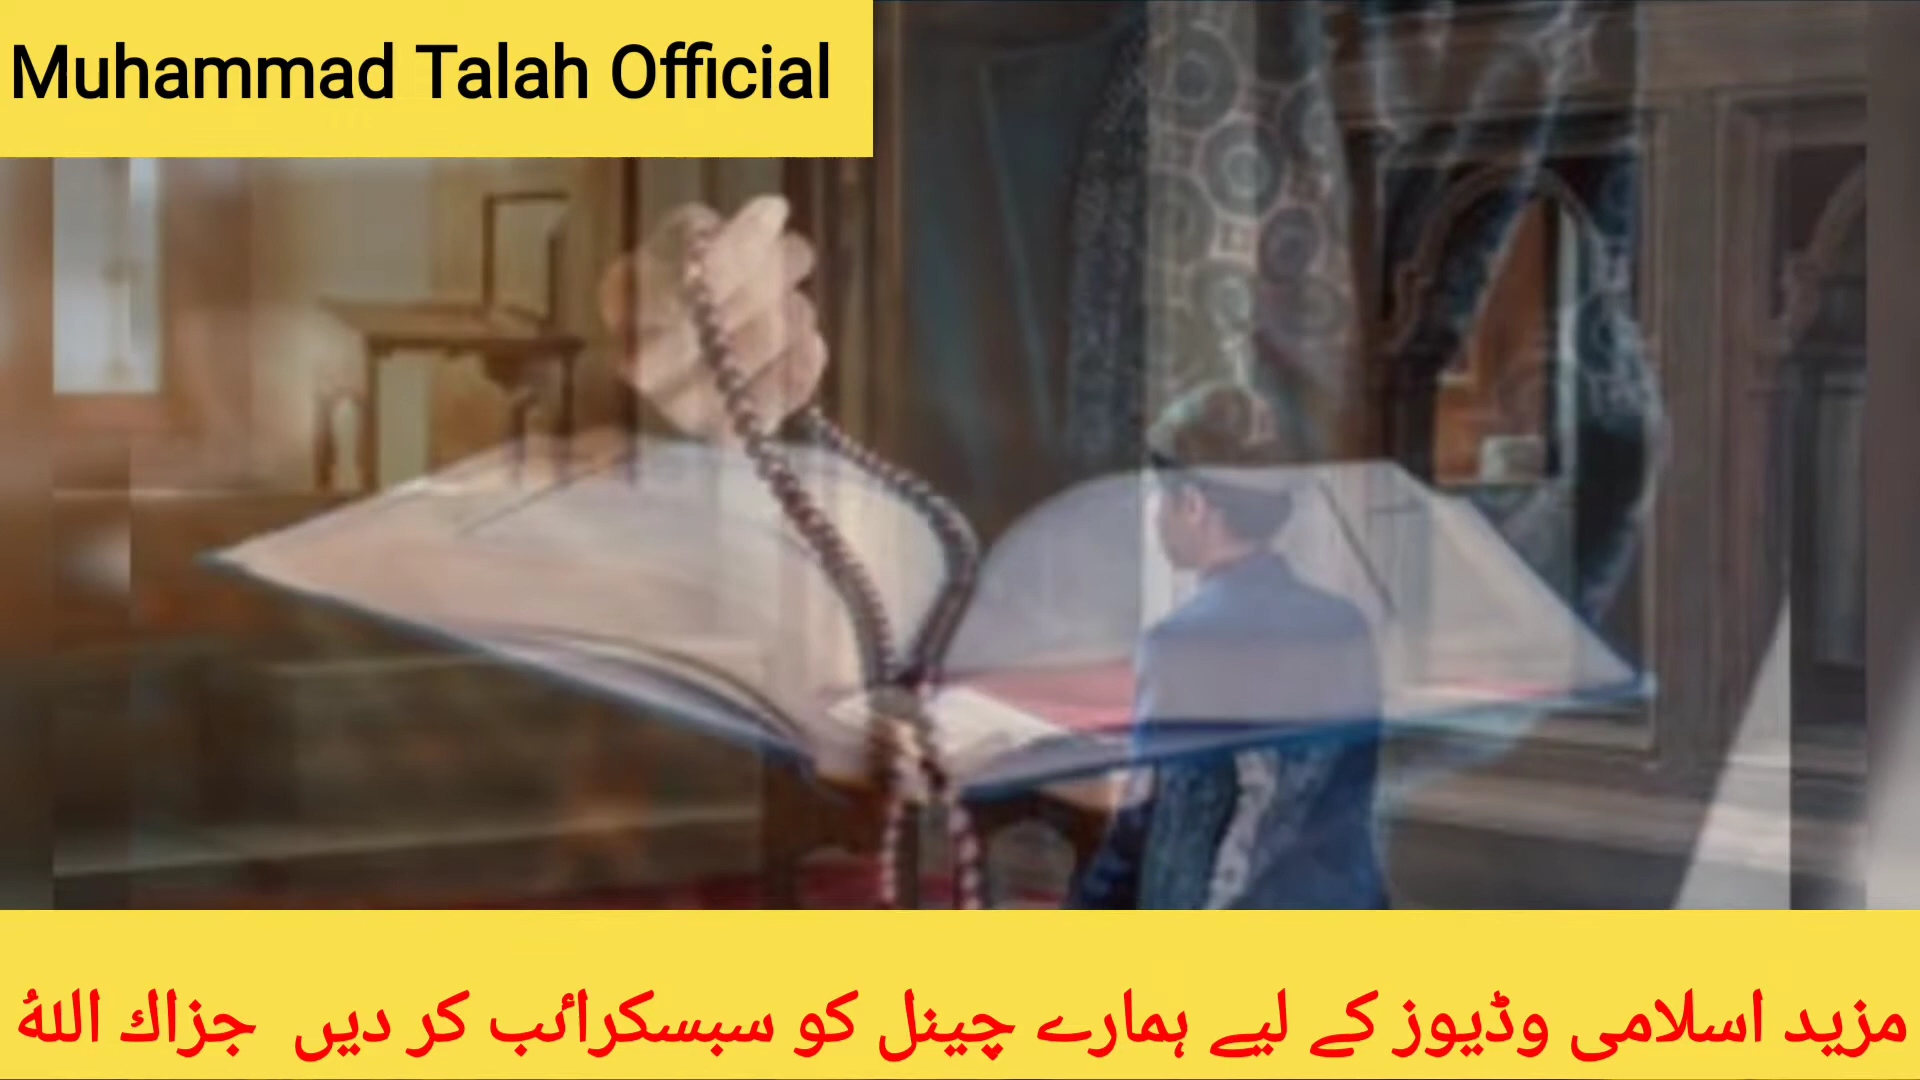 Muhammad Talah Official
مزید اسلامی وڈیوز کے لیے ہمارے چینل کو سبسکرائب کر دیں جزاك اللهُ